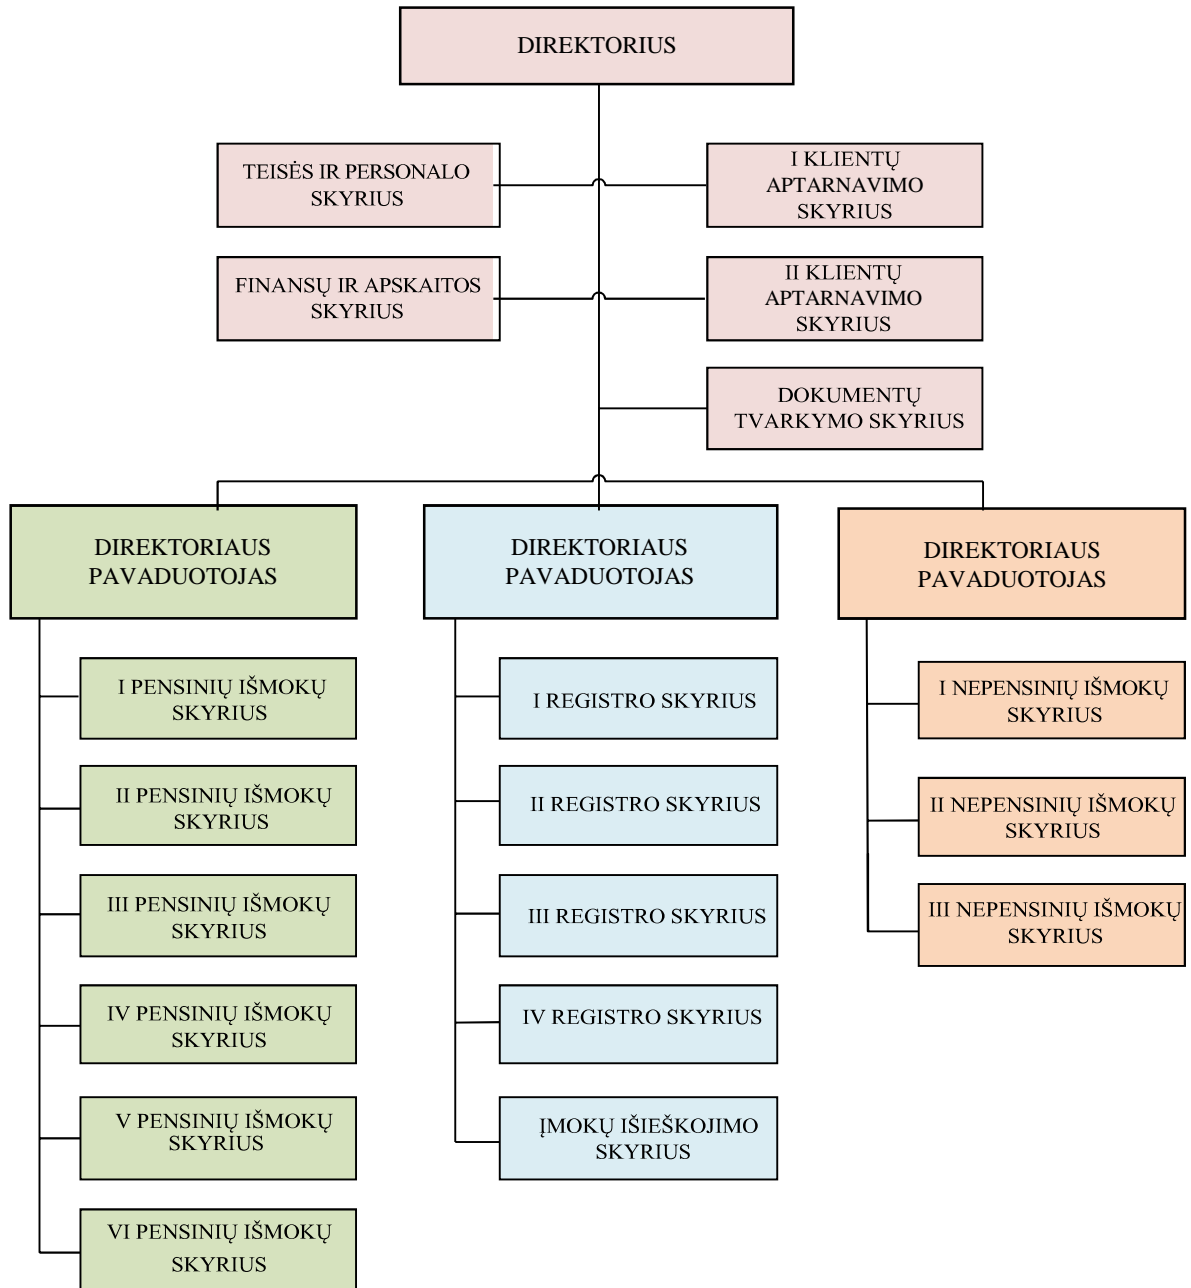 DIREKTORIUS
TEISĖS IR PERSONALO
SKYRIUS
I KLIENTŲ
APTARNAVIMO
SKYRIUS
FINANSŲ IR APSKAITOS
SKYRIUS
II KLIENTŲ
APTARNAVIMO
SKYRIUS
DOKUMENTŲ
TVARKYMO SKYRIUS
DIREKTORIAUS
PAVADUOTOJAS
I PENSINIŲ IŠMOKŲ
SKYRIUS
II PENSINIŲ IŠMOKŲ
SKYRIUS
III PENSINIŲ IŠMOKŲ
SKYRIUS
IV PENSINIŲ IŠMOKŲ
SKYRIUS
V PENSINIŲ IŠMOKŲ
SKYRIUS
VI PENSINIŲ IŠMOKŲ
SKYRIUS
DIREKTORIAUS
PAVADUOTOJAS
I REGISTRO SKYRIUS
II REGISTRO SKYRIUS
III REGISTRO SKYRIUS
IV REGISTRO SKYRIUS
ĮMOKŲ IŠIEŠKOJIMO
SKYRIUS
DIREKTORIAUS
PAVADUOTOJAS
I NEPENSINIŲ IŠMOKŲ
SKYRIUS
II NEPENSINIŲ IŠMOKŲ
SKYRIUS
III NEPENSINIŲ IŠMOKŲ
SKYRIUS